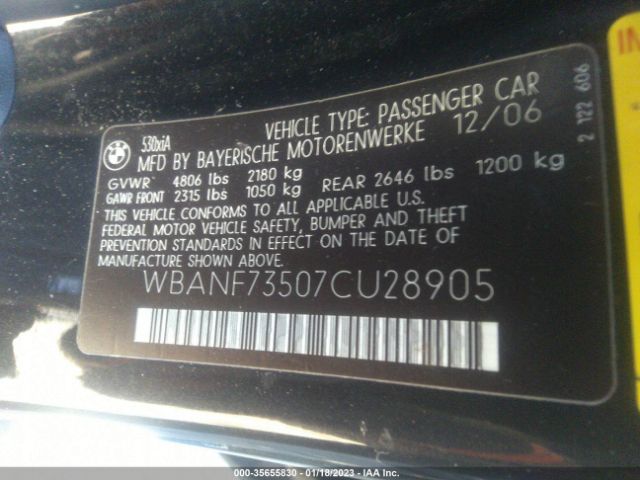 BMW
530xiA
VEHICLE TYPE: PASSENGER CAR
MFD BY BAYERISCHE MOTORENWERKE 12/06
GVWR 4806 lbs 2180 kg
GAWR FRONT 2315 lbs 1050 kg REAR 2646 lbs 1200 kg
THIS VEHICLE CONFORMS TO ALL APPLICABLE U.S.
FEDERAL MOTOR VEHICLE SAFETY, BUMPER AND THEFT
PREVENTION STANDARDS IN EFFECT ON THE DATE OF
MANUFACTURE SHOWN ABOVE.
WBANF73507CU28905
2 122 606
000-35655830 - 01/18/2023 - IAA Inc.